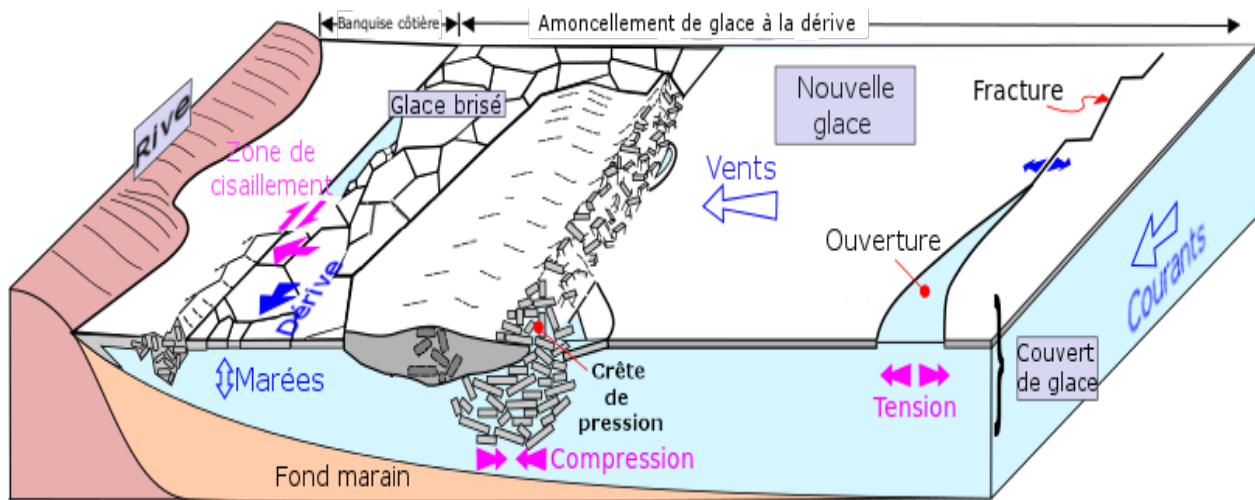 Banquise côtière
Amoncellement de glace à la dérive
Rive
Glace brisé
Nouvelle
glace
Fracture
Zone de
cisaillement
Vents
Ouverture
Courants
Dérive
Marées
Crête
de
pression
Tension
Couvert
de glace
Compression
Fond marain